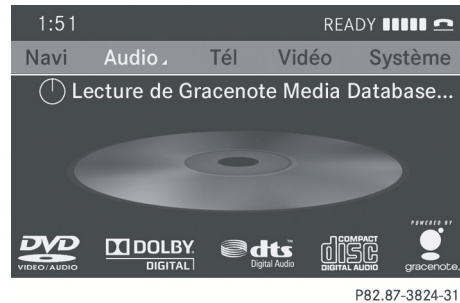 1:51 READY
Navi Audio Tél Vidéo Système
Lecture de Gracenote Media Database...
DVD VIDEO/AUDIO
DOLBY DIGITAL
dts Digital Audio
COMPACT disc DIGITAL AUDIO
POWERED BY gracenote.
P82.87-3824-31